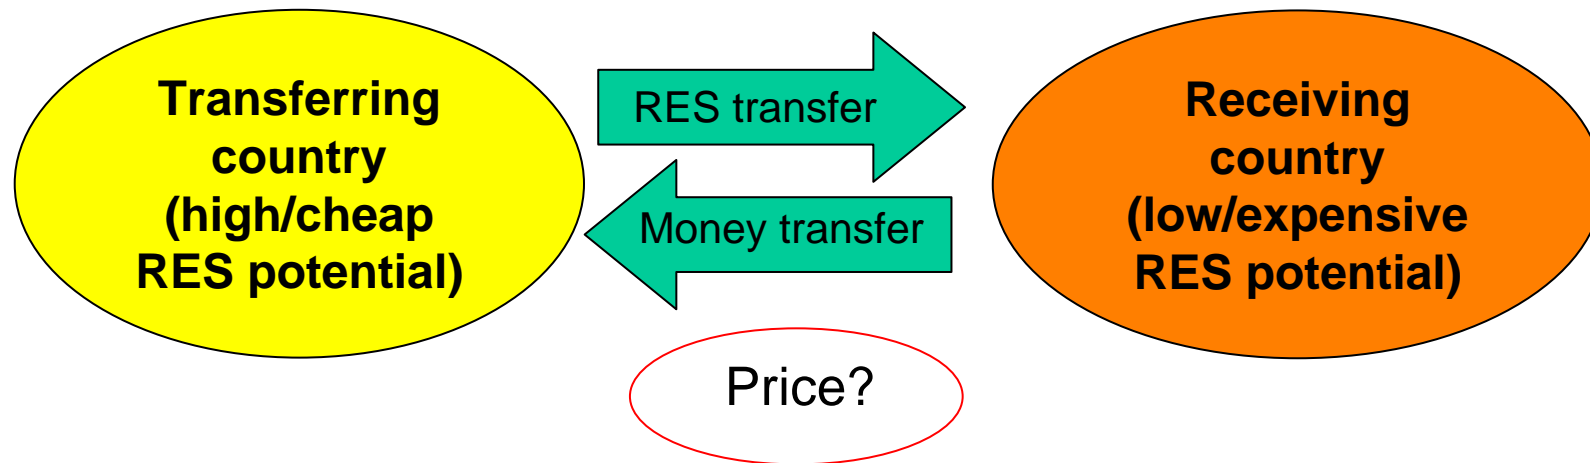 Transferring
country
(high/cheap
RES potential)
RES transfer
Money transfer
Receiving
country
(low/expensive
RES potential)
Price?